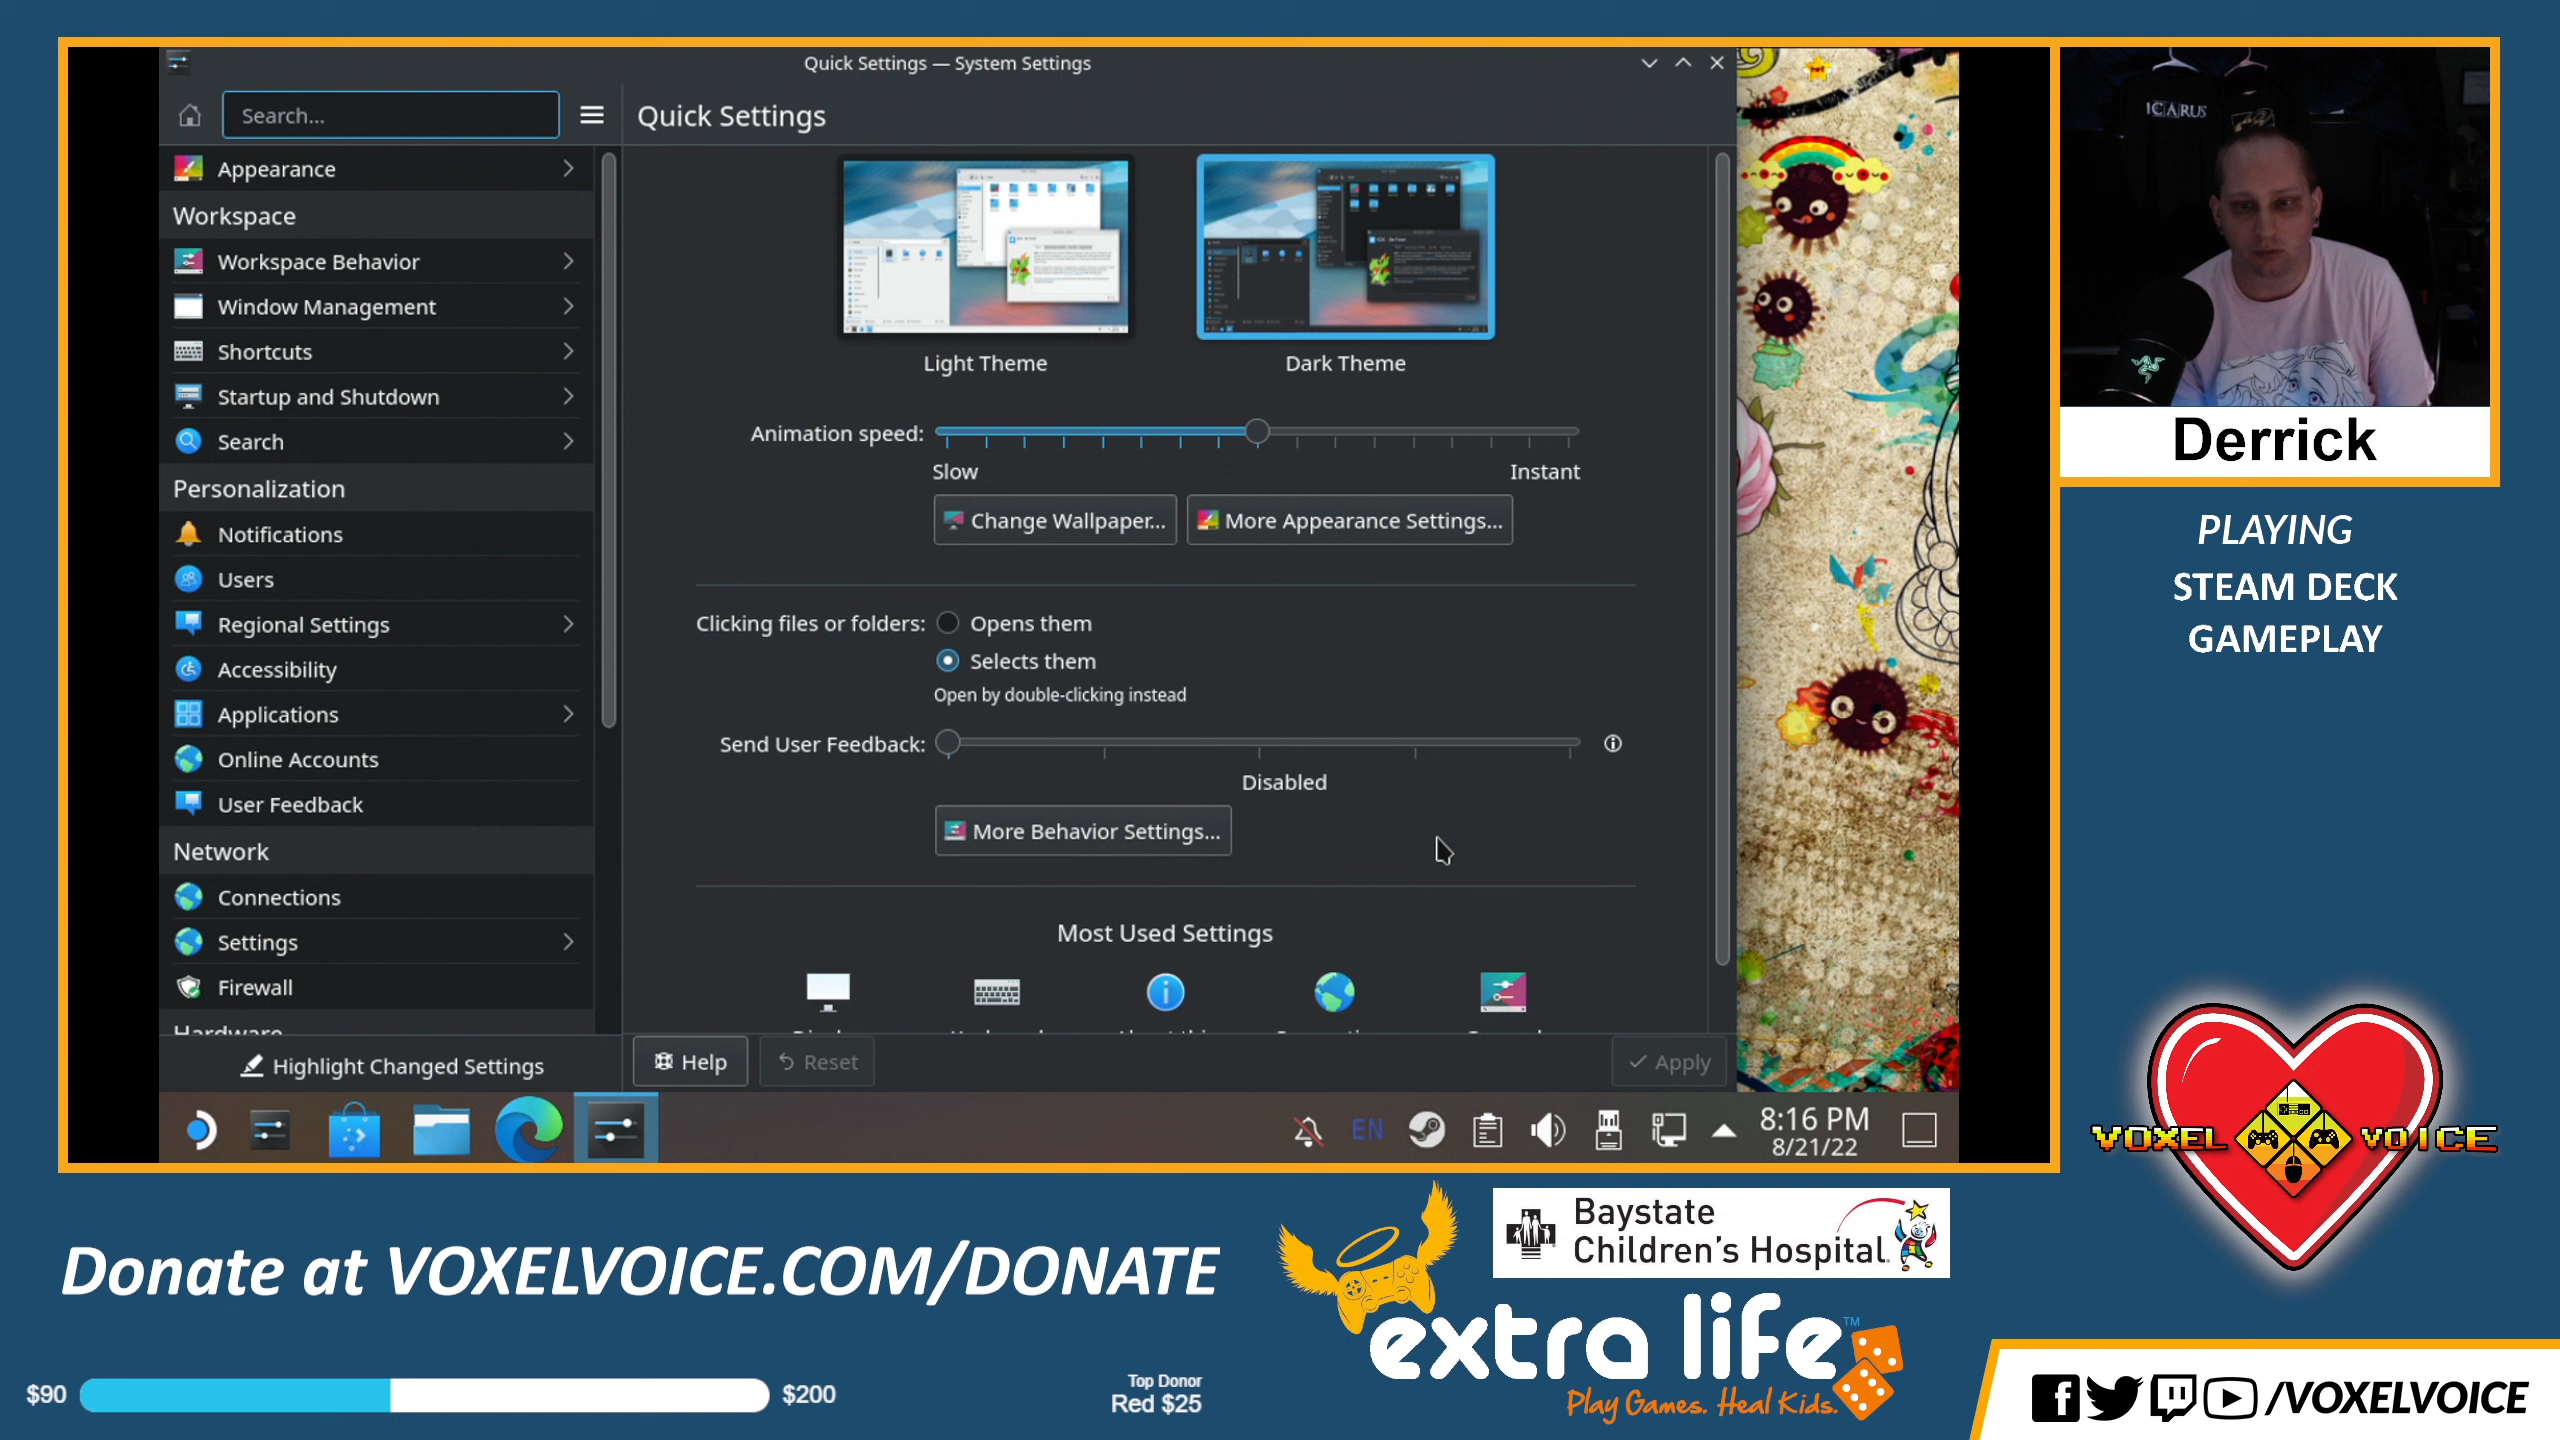 Quick Settings — System Settings
Search...
Quick Settings
Appearance
Workspace
Workspace Behavior
Window Management
Shortcuts
Startup and Shutdown
Search
Personalization
Notifications
Users
Regional Settings
Accessibility
Applications
Online Accounts
User Feedback
Network
Connections
Settings
Firewall
Hardware
Highlight Changed Settings
Light Theme
Dark Theme
Animation speed:
Slow
Instant
Change Wallpaper...
More Appearance Settings...
Clicking files or folders:
Opens them
Selects them
Open by double-clicking instead
Send User Feedback:
Disabled
More Behavior Settings...
Most Used Settings
Help
Reset
Apply
EN
8:16 PM
8/21/22
ICARUS
Derrick
PLAYING
STEAM DECK
GAMEPLAY
VOXEL VOICE
Donate at VOXELVOICE.COM/DONATE
$90
$200
Top Donor
Red $25
Baystate
Children's Hospital
extra life™
Play Games. Heal Kids.
/VOXELVOICE